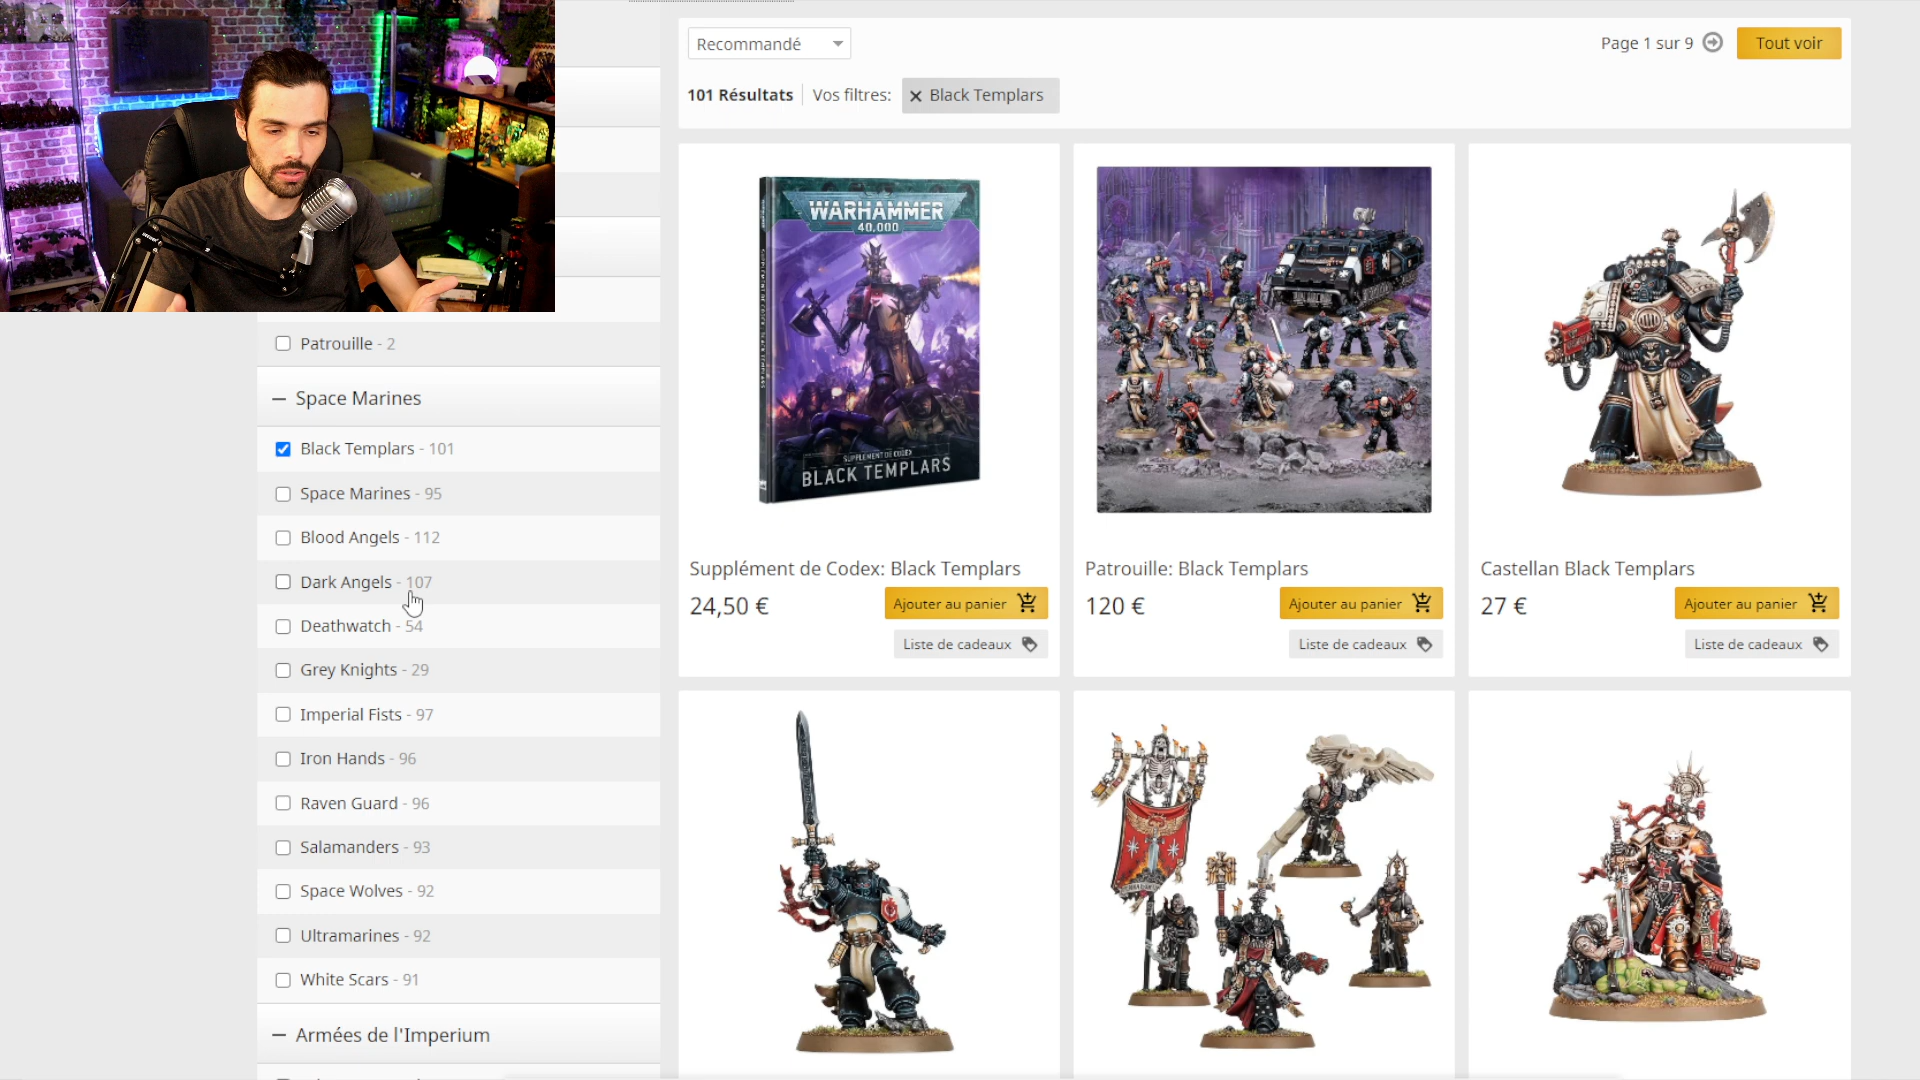 Recommandé
Page 1 sur 9
Tout voir
101 Résultats
Vos filtres:
Black Templars
Patrouille - 2
Space Marines
Black Templars - 101
Space Marines - 95
Blood Angels - 112
Dark Angels - 107
Deathwatch - 54
Grey Knights - 29
Imperial Fists - 97
Iron Hands - 96
Raven Guard - 96
Salamanders - 93
Space Wolves - 92
Ultramarines - 92
White Scars - 91
Armées de l'Imperium
WARHAMMER
40,000
SUPPLÉMENT DE CODEX
BLACK TEMPLARS
Supplément de Codex: Black Templars
24,50 €
Ajouter au panier
Liste de cadeaux
Patrouille: Black Templars
120 €
Ajouter au panier
Liste de cadeaux
Castellan Black Templars
27 €
Ajouter au panier
Liste de cadeaux